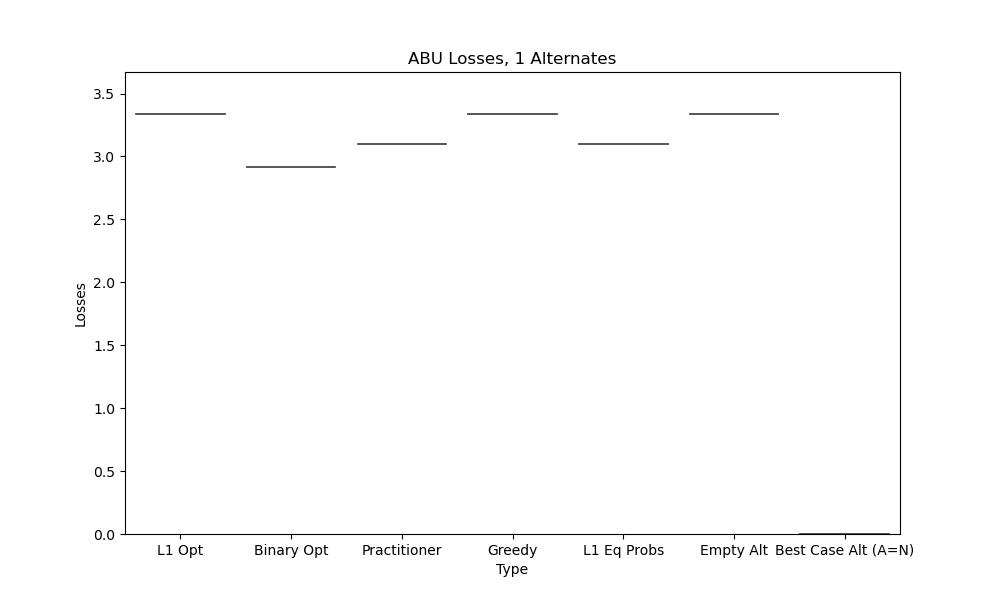 ABU Losses, 1 Alternates
3.5
3.0
2.5
2.0
1.5
1.0
0.5
0.0
Losses
L1 Opt Binary Opt Practitioner Greedy L1 Eq Probs Empty Alt Best Case Alt (A=N)
Type